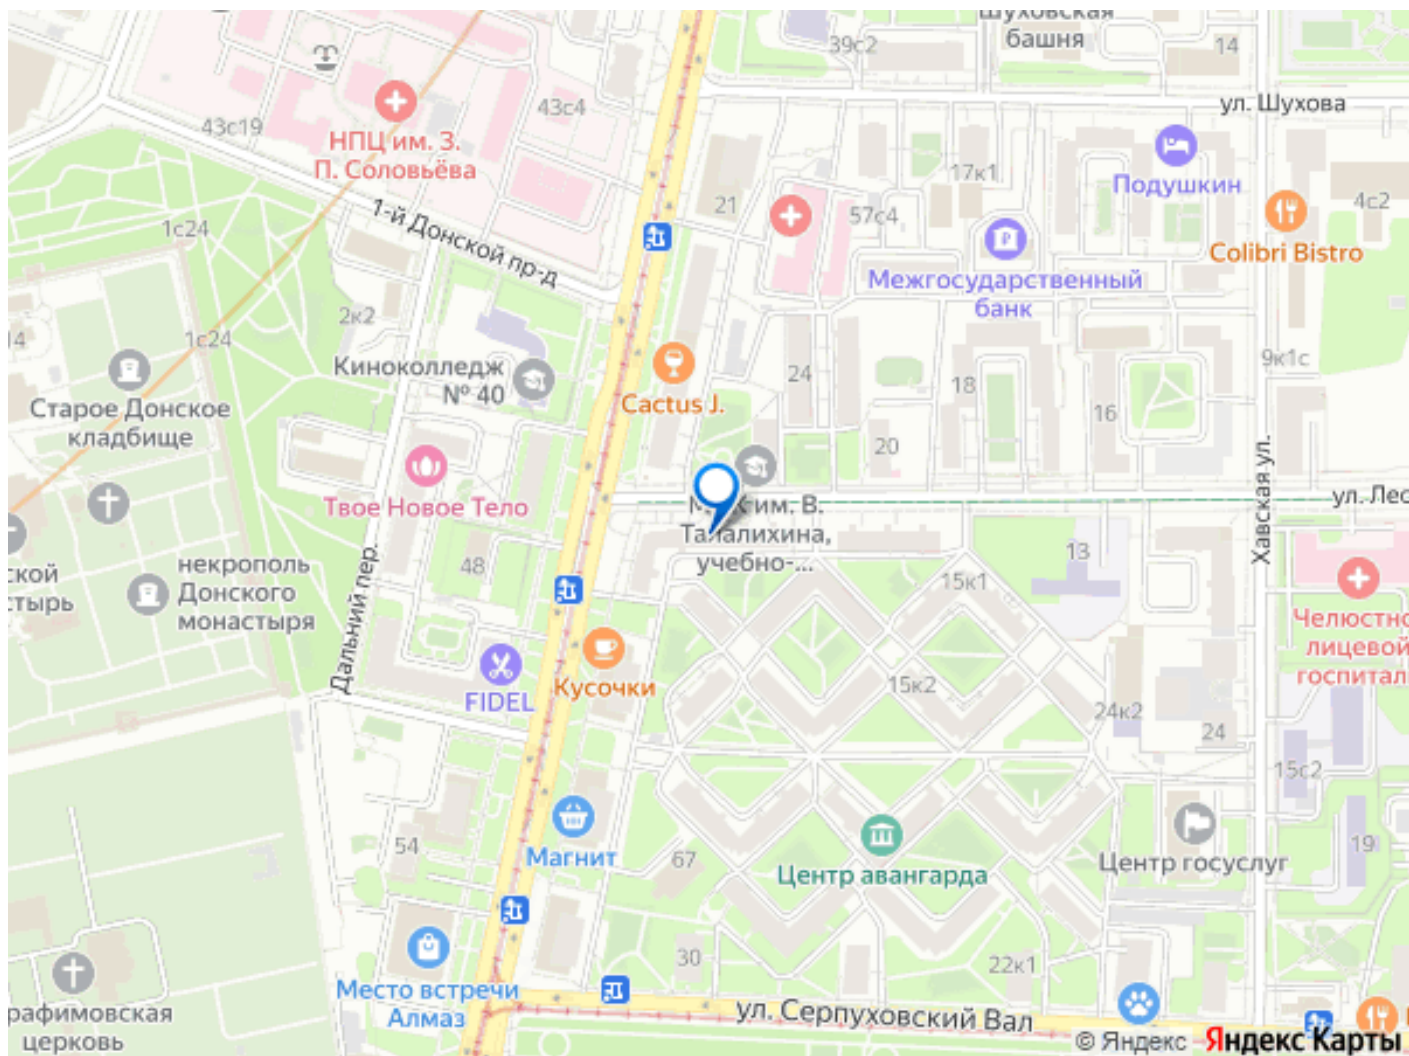 Шуховская
башня
39с2
14
ул. Шухова
43с4
43с19
НПЦ им. З.
П. Соловьёва
17к1
Подушкин
4с2
21
57с4
1-й Донской пр-д
1с24
Colibri Bistro
Межгосударственный
банк
2к2
14
1с24
Киноколледж
№ 40
Cactus J.
24
18
9к1с
16
Старое Донское
кладбище
20
Твое Новое Тело
Хавская ул.
ул. Лес
им. В.
Талалихина,
учебно-...
13
15к1
48
некрополь
Донского
монастыря
ской
стырь
Дальний пер.
Челюстно
лицевой
госпитал
FIDEL
Кусочки
15к2
24к2
24
15с2
54
Магнит
67
Центр авангарда
Центр госуслуг
19
30
22к1
Место встречи
Алмаз
ул. Серпуховский Вал
рафимовская
церковь
© Яндекс Яндекс Карты